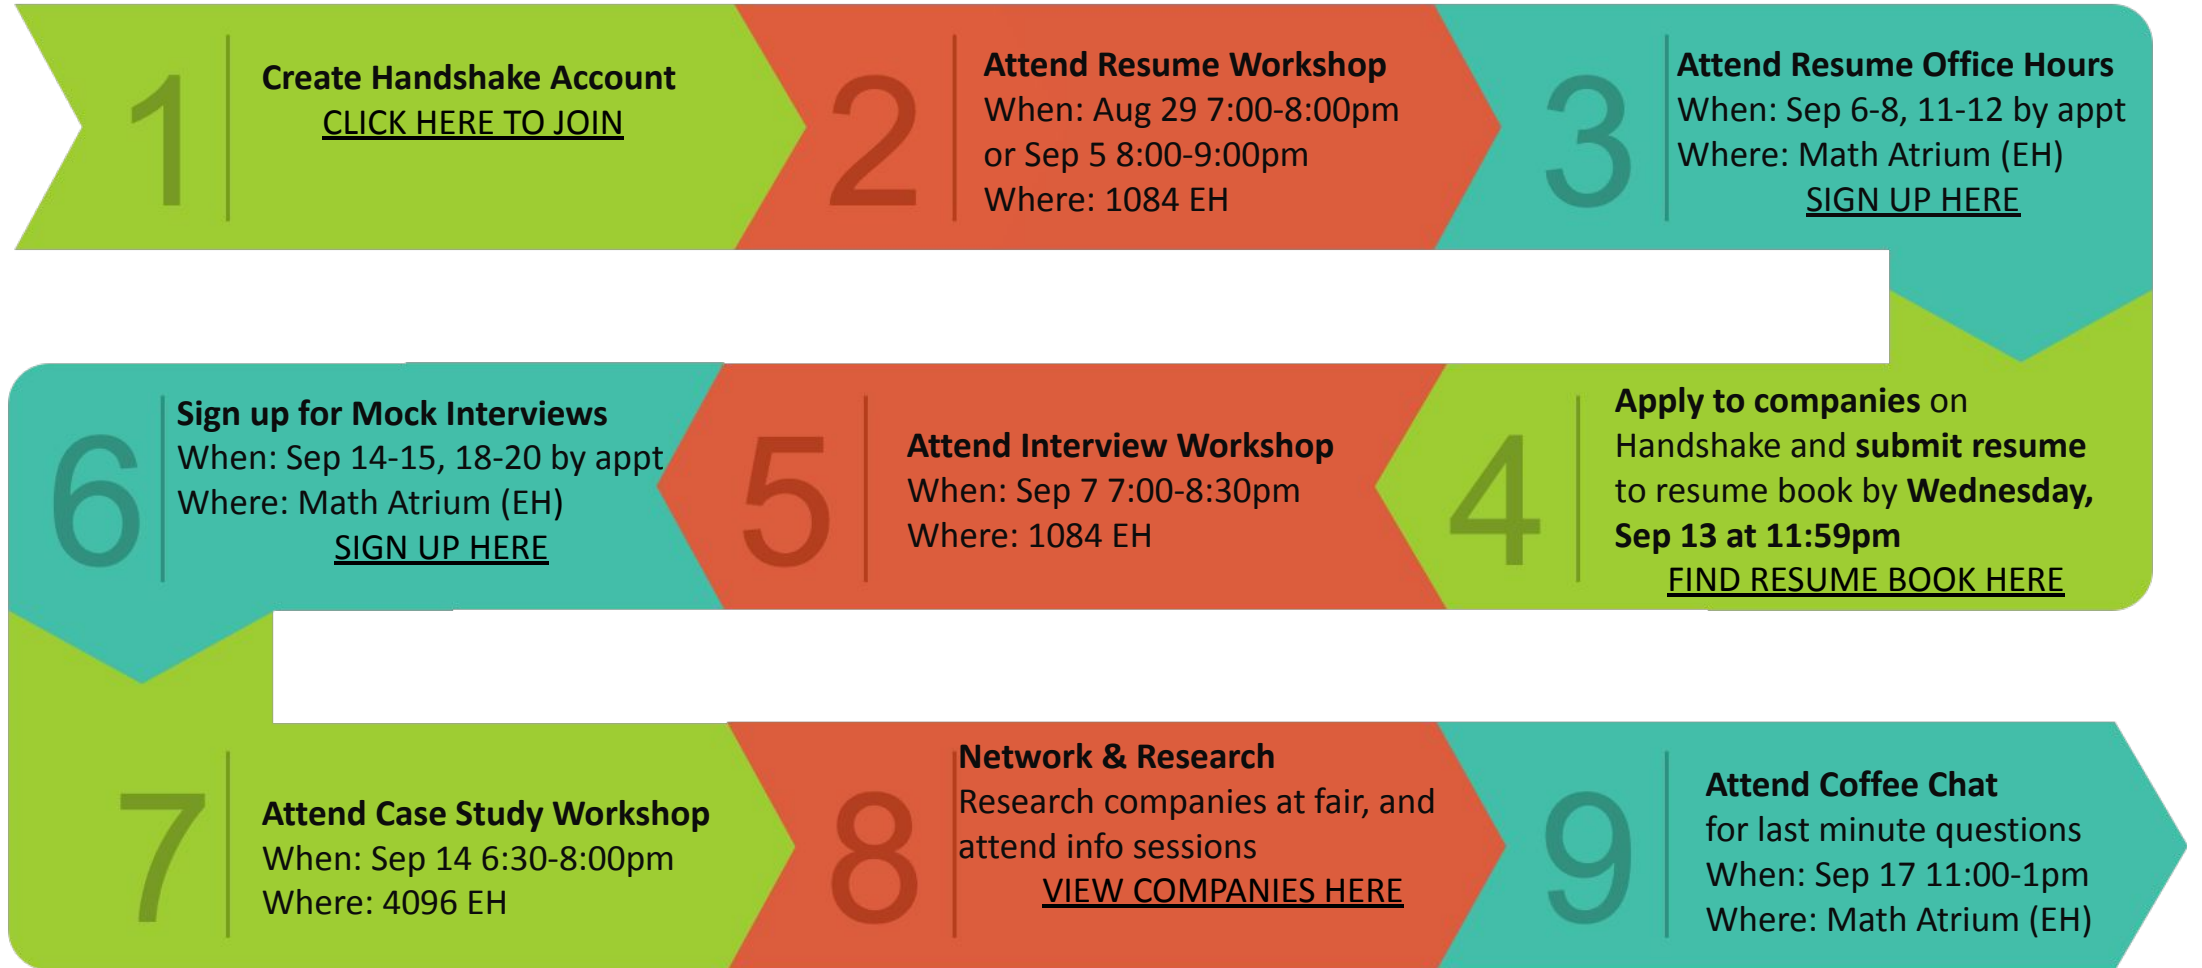 1
Create Handshake Account
CLICK HERE TO JOIN
2
Attend Resume Workshop
When: Aug 29 7:00-8:00pm
or Sep 5 8:00-9:00pm
Where: 1084 EH
3
Attend Resume Office Hours
When: Sep 6-8, 11-12 by appt
Where: Math Atrium (EH)
SIGN UP HERE
4
Apply to companies on
Handshake and submit resume
to resume book by Wednesday,
Sep 13 at 11:59pm
FIND RESUME BOOK HERE
5
Attend Interview Workshop
When: Sep 7 7:00-8:30pm
Where: 1084 EH
6
Sign up for Mock Interviews
When: Sep 14-15, 18-20 by appt
Where: Math Atrium (EH)
SIGN UP HERE
7
Attend Case Study Workshop
When: Sep 14 6:30-8:00pm
Where: 4096 EH
8
Network & Research
Research companies at fair, and
attend info sessions
VIEW COMPANIES HERE
9
Attend Coffee Chat
for last minute questions
When: Sep 17 11:00-1pm
Where: Math Atrium (EH)